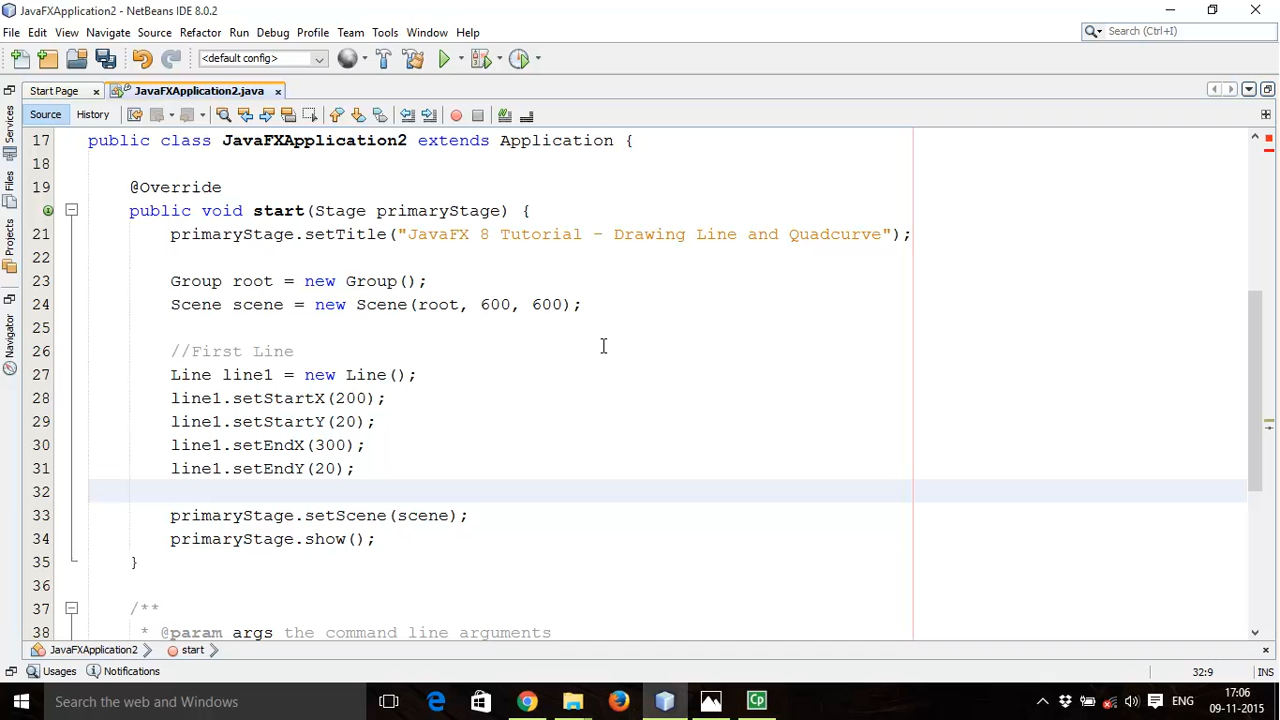 JavaFXApplication2 - NetBeans IDE 8.0.2
File Edit View Navigate Source Refactor Run Debug Profile Team Tools Window Help
Search (Ctrl+I)
<default config>
Start Page
JavaFXApplication2.java
Source History
Services
Files
Projects
Navigator
17 public class JavaFXApplication2 extends Application {
18
19 @Override
public void start(Stage primaryStage) {
21 primaryStage.setTitle("JavaFX 8 Tutorial - Drawing Line and Quadcurve");
22
23 Group root = new Group();
24 Scene scene = new Scene(root, 600, 600);
25
26 //First Line
27 Line line1 = new Line();
28 line1.setStartX(200);
29 line1.setStartY(20);
30 line1.setEndX(300);
31 line1.setEndY(20);
32
33 primaryStage.setScene(scene);
34 primaryStage.show();
35 }
36
37 /**
38 * @param args the command line arguments
JavaFXApplication2 start
Usages Notifications
32:9 INS
Search the web and Windows
Cp
ENG
17:06
09-11-2015